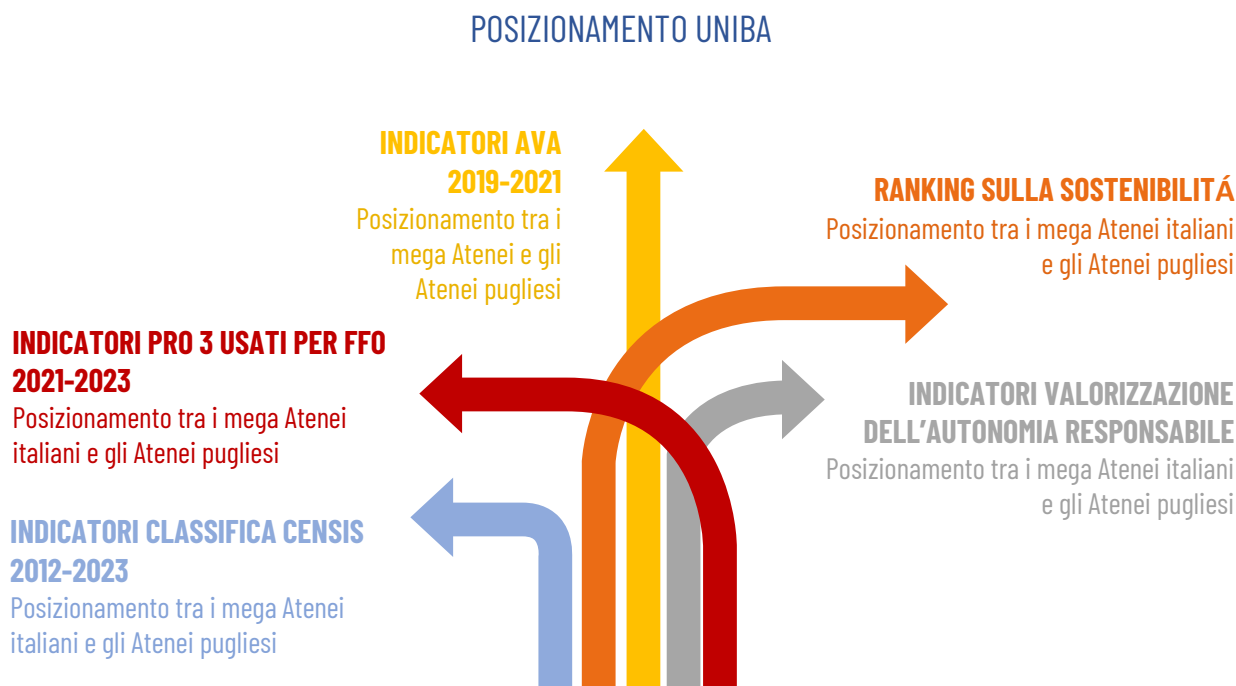 POSIZIONAMENTO UNIBA
INDICATORI AVA
2019-2021
Posizionamento tra i
mega Atenei e gli
Atenei pugliesi
RANKING SULLA SOSTENIBILITÁ
Posizionamento tra i mega Atenei italiani
e gli Atenei pugliesi
INDICATORI PRO 3 USATI PER FFO
2021-2023
Posizionamento tra i mega Atenei
italiani e gli Atenei pugliesi
INDICATORI VALORIZZAZIONE
DELL’AUTONOMIA RESPONSABILE
Posizionamento tra i mega Atenei italiani
e gli Atenei pugliesi
INDICATORI CLASSIFICA CENSIS
2012-2023
Posizionamento tra i mega Atenei
italiani e gli Atenei pugliesi